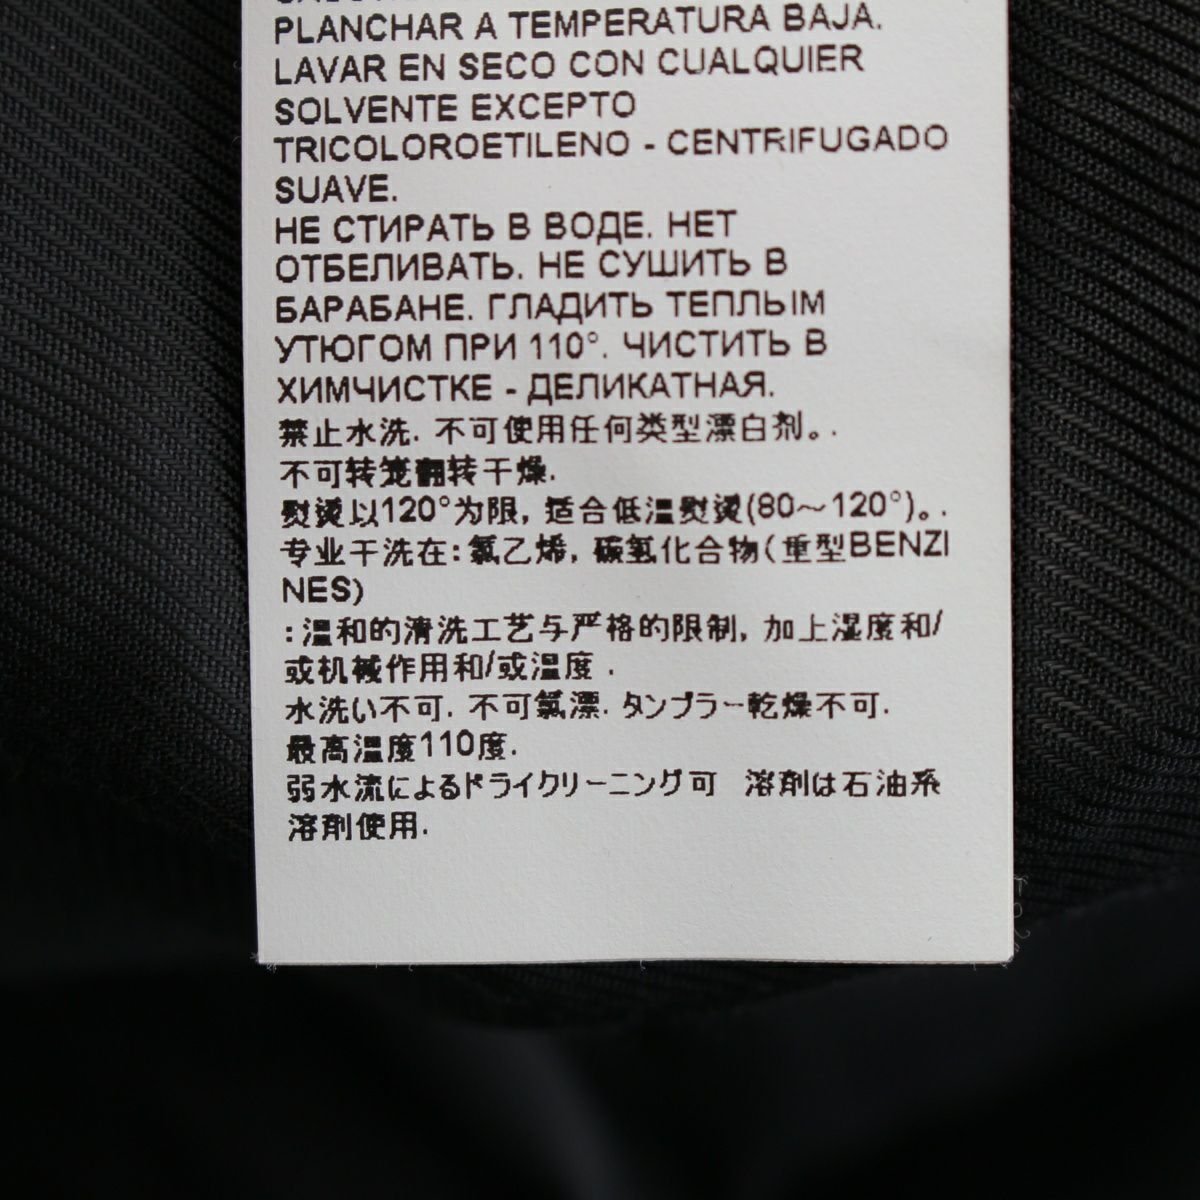 PLANCHAR A TEMPERATURA BAJA.
LAVAR EN SECO CON CUALQUIER
SOLVENTE EXCEPTO
TRICOLOROETILENO - CENTRIFUGADO
SUAVE.
НЕ СТИРАТЬ В ВОДЕ. НЕТ
ОТБЕЛИВАТЬ. НЕ СУШИТЬ В
БАРАБАНЕ. ГЛАДИТЬ ТЕПЛЫМ
УТЮГОМ ПРИ 110°. ЧИСТИТЬ В
ХИМЧИСТКЕ - ДЕЛИКАТНАЯ.
禁止水洗. 不可使用任何类型漂白剂。.
不可转笼翻转干燥.
熨烫以120°为限, 适合低温熨烫(80～120°)。.
专业干洗在: 氯乙烯, 碳氢化合物(重型BENZI
NES)
:温和的清洗工艺与严格的限制, 加上湿度和/
或机械作用和/或温度 .
水洗い不可. 不可氯漂. タンブラー乾燥不可.
最高温度110度.
弱水流によるドライクリーニング可 溶剤は石油系
溶剤使用.